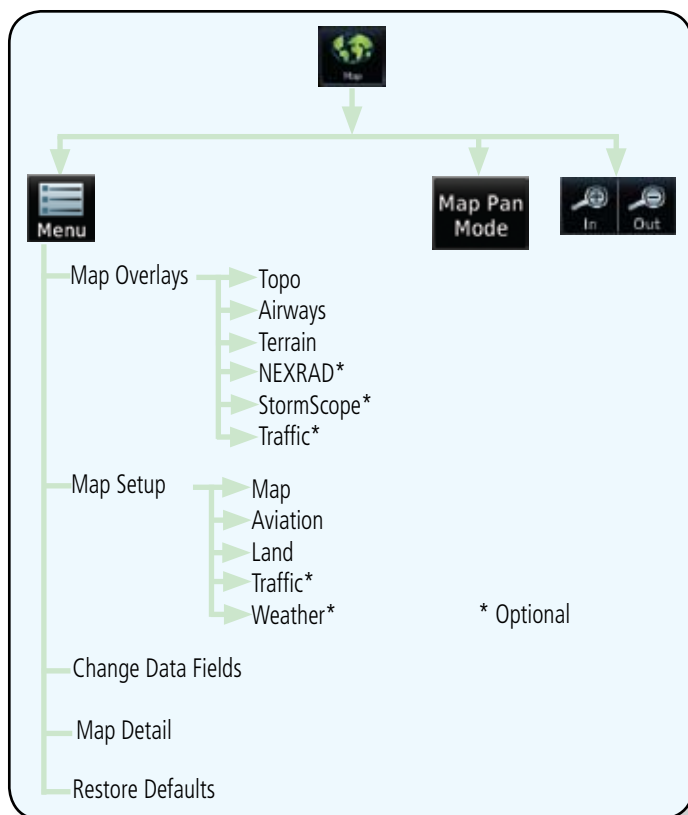 Map
Menu
Map Pan
Mode
In Out
Map Overlays
Topo
Airways
Terrain
NEXRAD*
StormScope*
Traffic*
Map Setup
Map
Aviation
Land
Traffic*
Weather*
* Optional
Change Data Fields
Map Detail
Restore Defaults